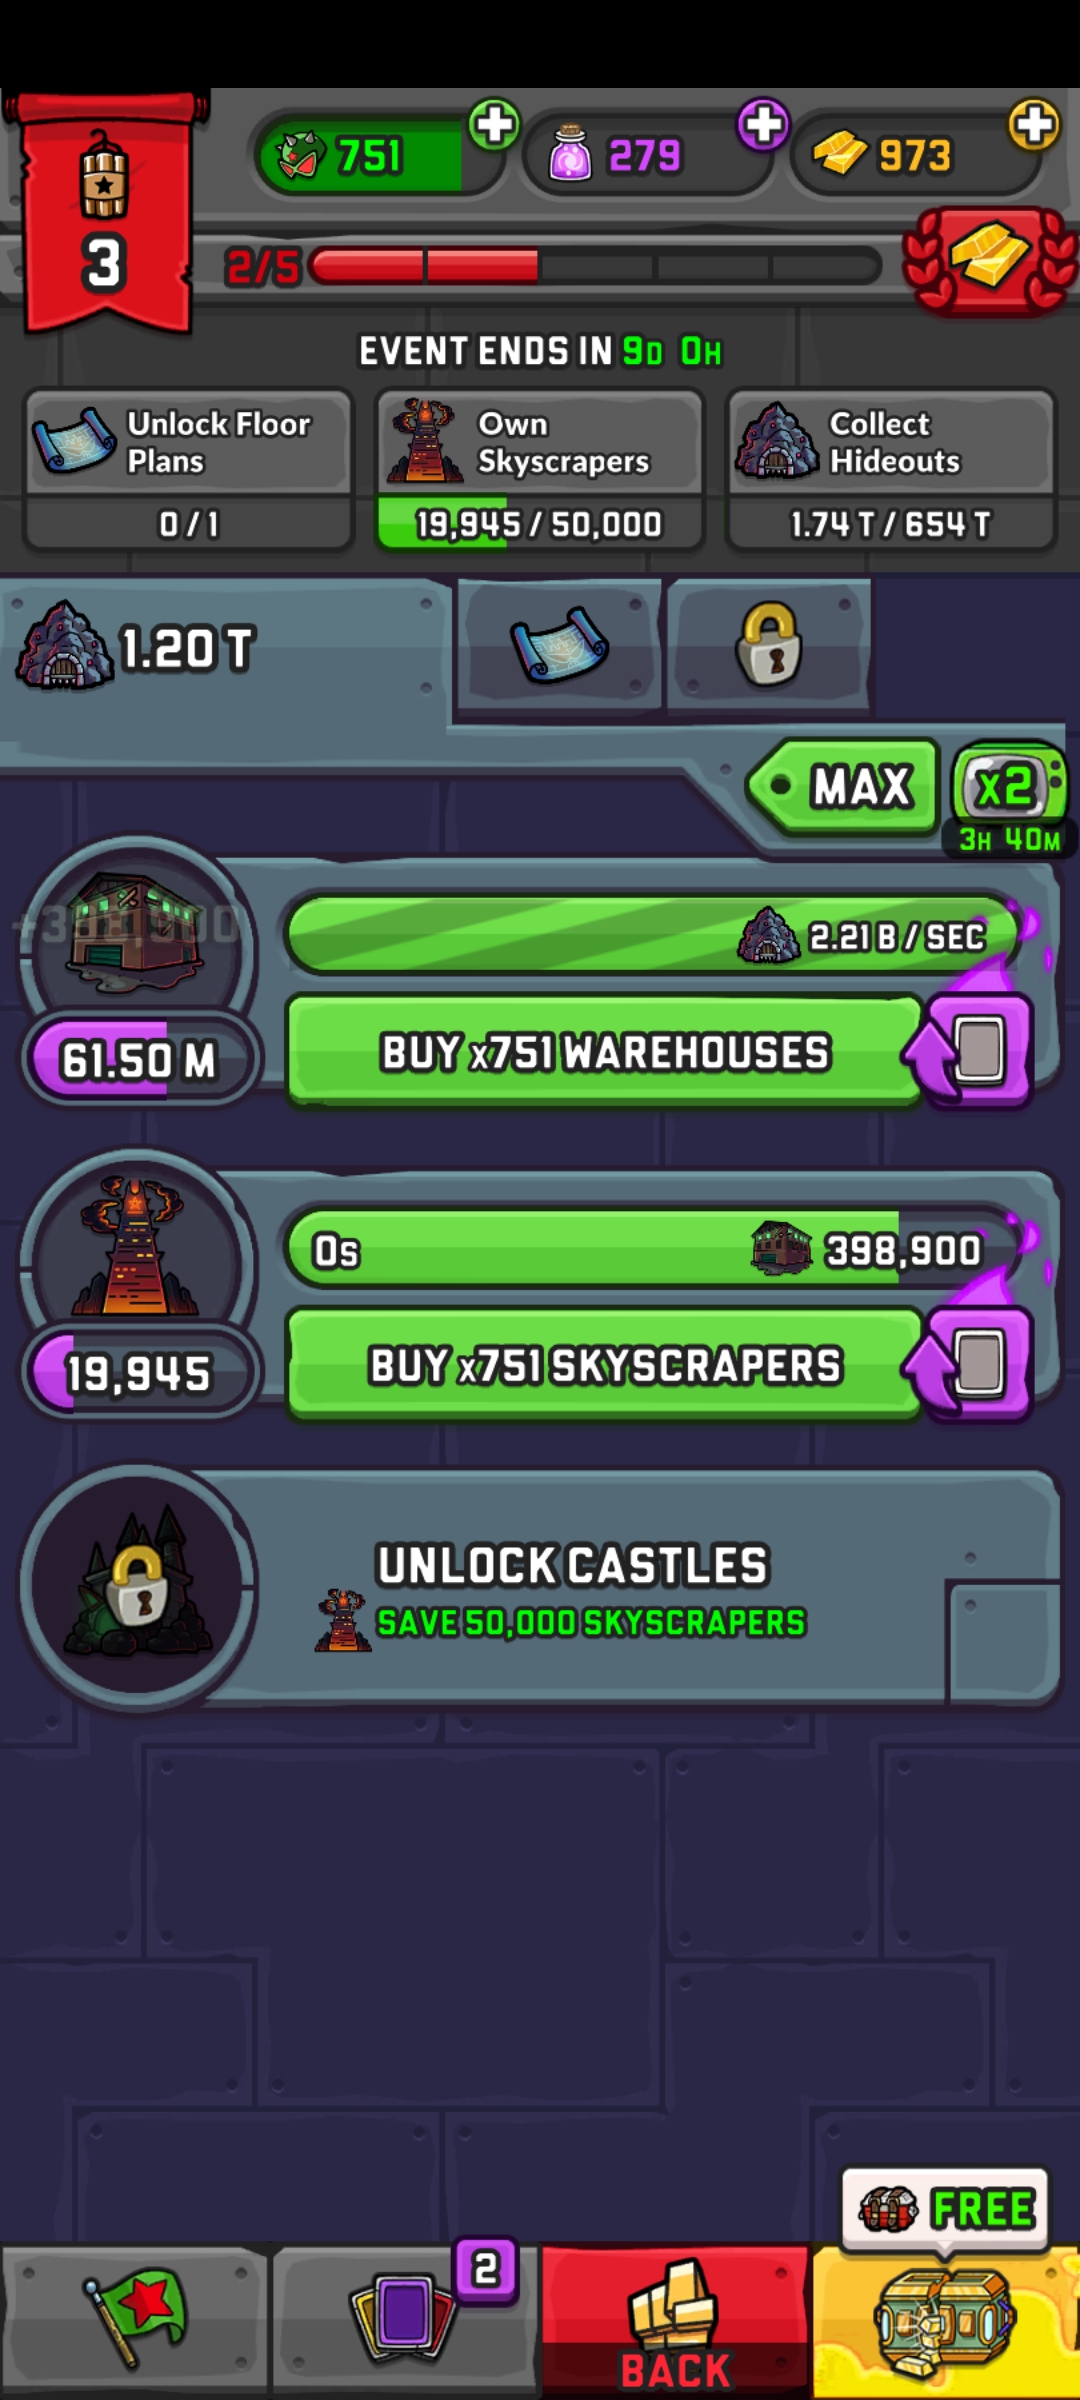 751
279
973
3
2/5
EVENT ENDS IN 9D 0H
Unlock Floor
Plans
0 / 1
Own
Skyscrapers
19,945 / 50,000
Collect
Hideouts
1.74 T / 654 T
1.20 T
MAX
x2
3H 40M
+398,900
2.21 B / SEC
61.50 M
BUY x751 WAREHOUSES
0s
398,900
19,945
BUY x751 SKYSCRAPERS
UNLOCK CASTLES
SAVE 50,000 SKYSCRAPERS
FREE
2
BACK